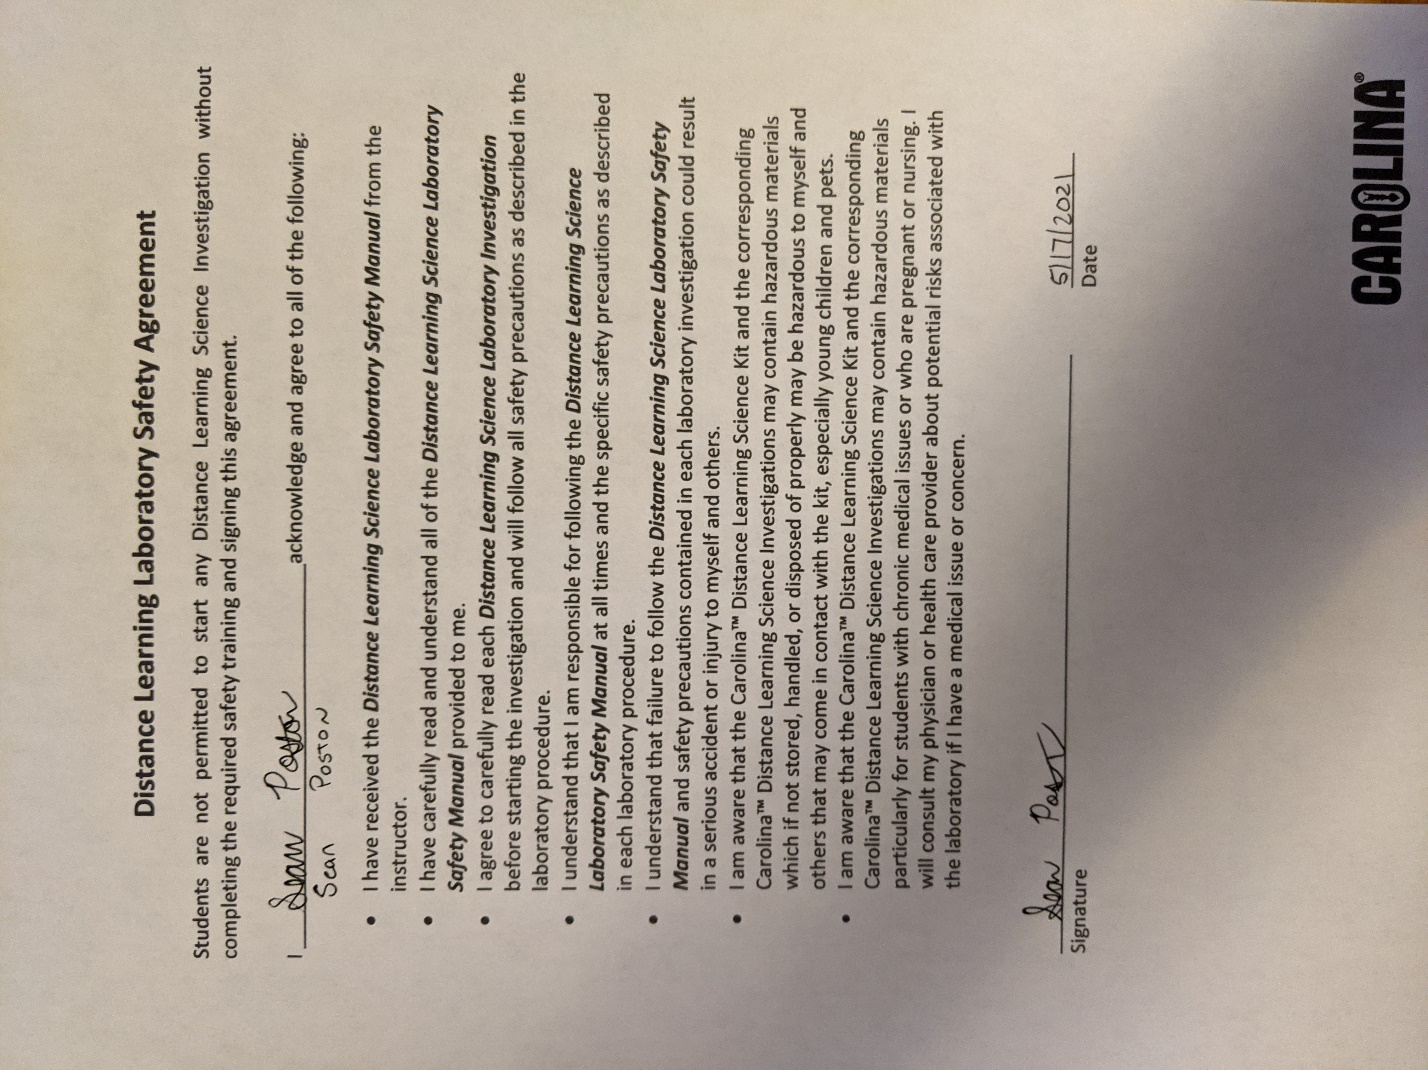 Distance Learning Laboratory Safety Agreement
Students are not permitted to start any Distance Learning Science Investigation without
completing the required safety training and signing this agreement.
I Sean Poston acknowledge and agree to all of the following:
Sean Poston
• I have received the Distance Learning Science Laboratory Safety Manual from the
instructor.
• I have carefully read and understand all of the Distance Learning Science Laboratory
Safety Manual provided to me.
• I agree to carefully read each Distance Learning Science Laboratory Investigation
before starting the investigation and will follow all safety precautions as described in the
laboratory procedure.
• I understand that I am responsible for following the Distance Learning Science
Laboratory Safety Manual at all times and the specific safety precautions as described
in each laboratory procedure.
• I understand that failure to follow the Distance Learning Science Laboratory Safety
Manual and safety precautions contained in each laboratory investigation could result
in a serious accident or injury to myself and others.
• I am aware that the Carolina™ Distance Learning Science Kit and the corresponding
Carolina™ Distance Learning Science Investigations may contain hazardous materials
which if not stored, handled, or disposed of properly may be hazardous to myself and
others that may come in contact with the kit, especially young children and pets.
• I am aware that the Carolina™ Distance Learning Science Kit and the corresponding
Carolina™ Distance Learning Science Investigations may contain hazardous materials
particularly for students with chronic medical issues or who are pregnant or nursing. I
will consult my physician or health care provider about potential risks associated with
the laboratory if I have a medical issue or concern.
Sean Poston 5/17/2021
Signature Date
CAROLINA®